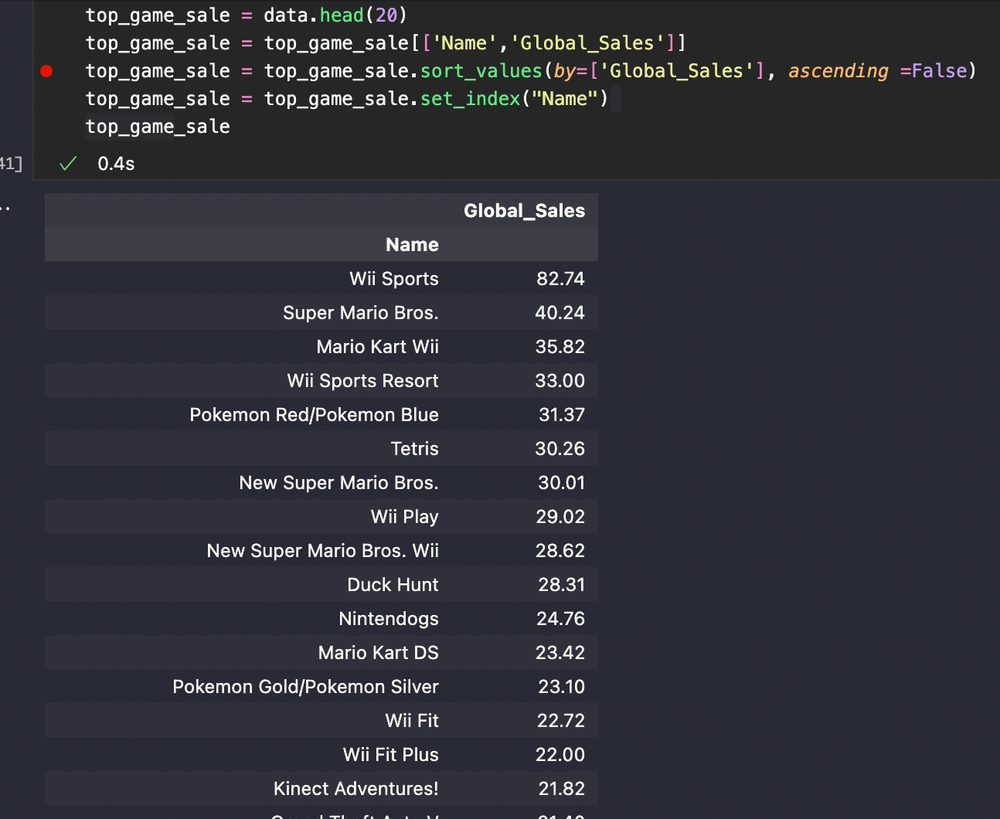 top_game_sale = data.head(20)
top_game_sale = top_game_sale[['Name','Global_Sales']]
top_game_sale = top_game_sale.sort_values(by=['Global_Sales'], ascending =False)
top_game_sale = top_game_sale.set_index("Name")
top_game_sale
41]
0.4s
..
Global_Sales
Name
Wii Sports 82.74
Super Mario Bros. 40.24
Mario Kart Wii 35.82
Wii Sports Resort 33.00
Pokemon Red/Pokemon Blue 31.37
Tetris 30.26
New Super Mario Bros. 30.01
Wii Play 29.02
New Super Mario Bros. Wii 28.62
Duck Hunt 28.31
Nintendogs 24.76
Mario Kart DS 23.42
Pokemon Gold/Pokemon Silver 23.10
Wii Fit 22.72
Wii Fit Plus 22.00
Kinect Adventures! 21.82
Grand Theft Auto V 21.40